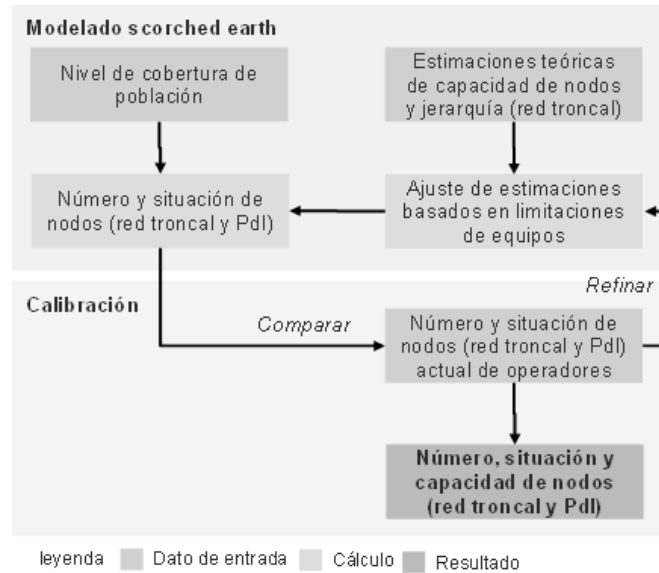 Modelado scorched earth
Nivel de cobertura de
población
Estimaciones teóricas
de capacidad de nodos
y jerarquía (red troncal)
Número y situación de
nodos (red troncal y PdI)
Ajuste de estimaciones
basados en limitaciones
de equipos
Refinar
Calibración
Comparar
Número y situación de
nodos (red troncal y PdI)
actual de operadores
Número, situación y
capacidad de nodos
(red troncal y PdI)
leyenda Dato de entrada Cálculo Resultado